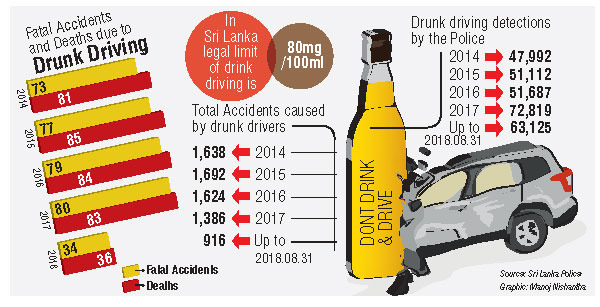 Fatal Accidents
and Deaths due to
Drunk Driving
73
81
2014
77
85
2015
79
84
2016
80
83
2017
34
36
2018
Fatal Accidents
Deaths
In
Sri Lanka
legal limit
of drink
driving is
80mg
/100ml
Total Accidents caused
by drunk drivers
1,638 2014
1,692 2015
1,624 2016
1,386 2017
916 Up to
2018.08.31
DONT DRINK
& DRIVE
Drunk driving detections
by the Police
2014 47,992
2015 51,112
2016 51,687
2017 72,819
Up to 63,125
2018.08.31
Source: Sri Lanka Police
Graphic: Manoj Nishantha